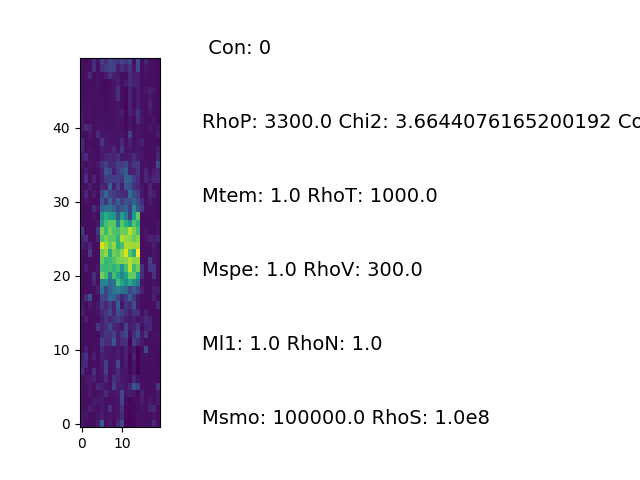 Con: 0
RhoP: 3300.0 Chi2: 3.6644076165200192 Co
Mtem: 1.0 RhoT: 1000.0
Mspe: 1.0 RhoV: 300.0
Ml1: 1.0 RhoN: 1.0
Msmo: 100000.0 RhoS: 1.0e8
40
30
20
10
0
0 10